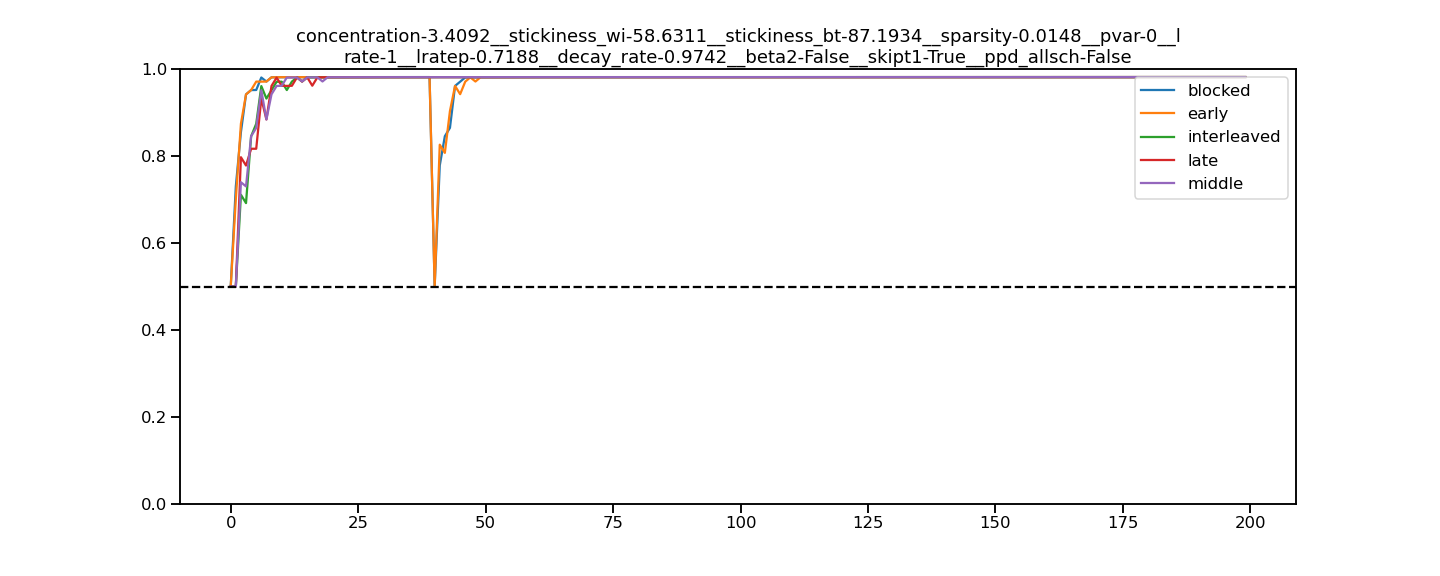 concentration-3.4092__stickiness_wi-58.6311__stickiness_bt-87.1934__sparsity-0.0148__pvar-0__l
rate-1__lratep-0.7188__decay_rate-0.9742__beta2-False__skipt1-True__ppd_allsch-False
1.0
0.8
0.6
0.4
0.2
0.0
blocked
early
interleaved
late
middle
0 25 50 75 100 125 150 175 200